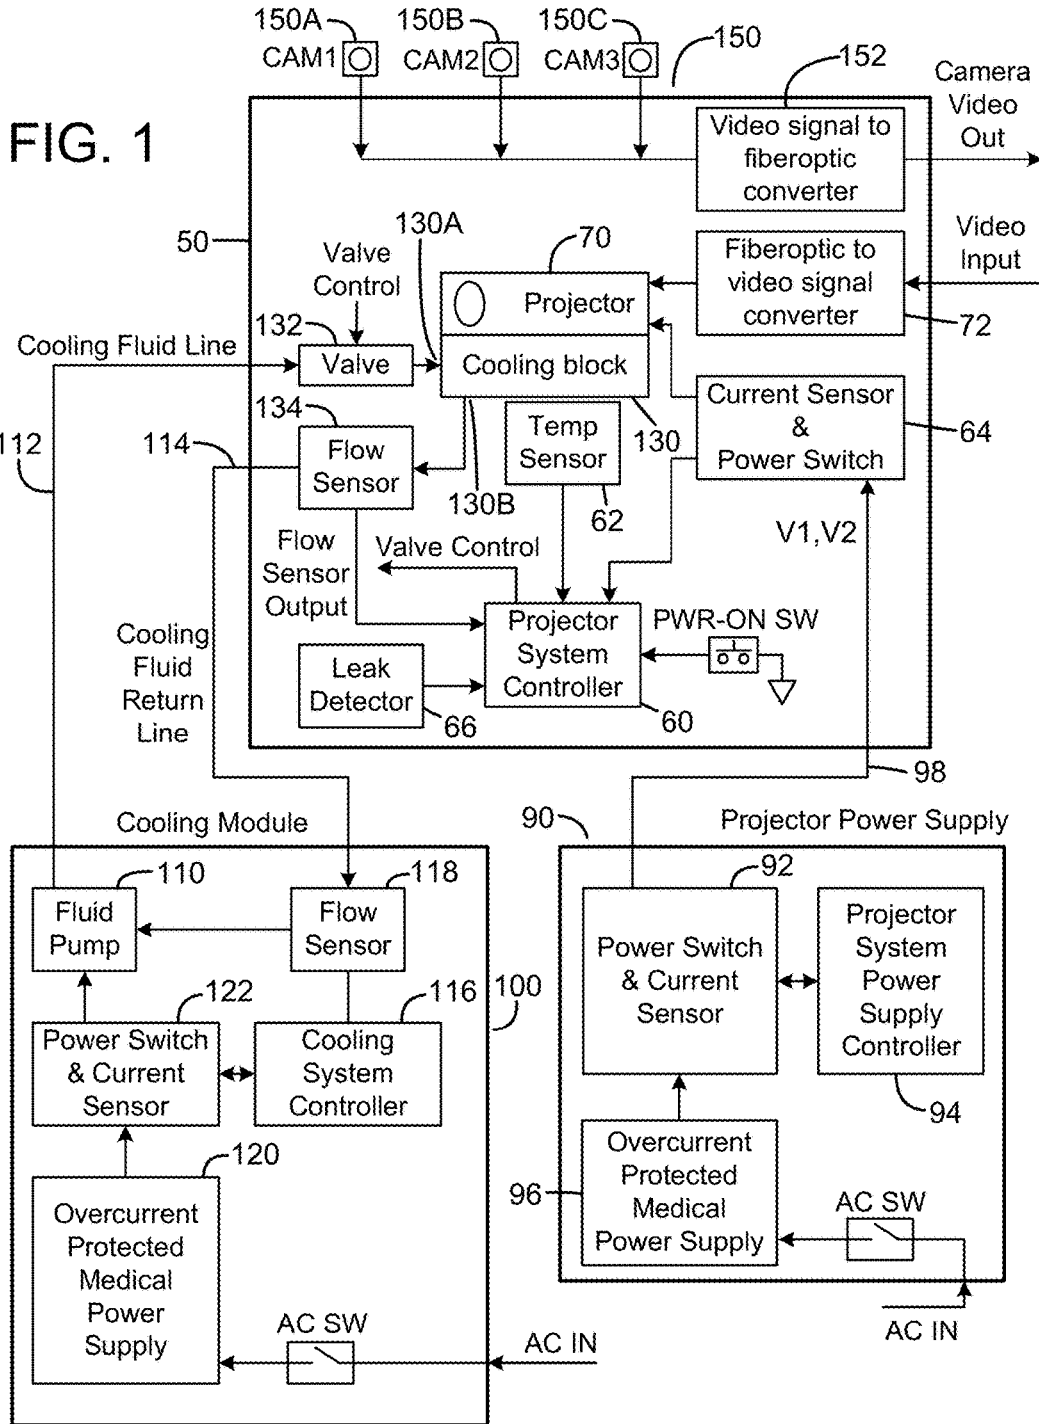 150A
150B
150C
150
CAM1
CAM2
CAM3
152
Camera
Video
Out
FIG. 1
Video signal to
fiberoptic
converter
50
130A
70
Video
Input
Valve
Control
Fiberoptic to
video signal
converter
72
Projector
132
Cooling Fluid Line
Valve
Cooling block
134
Current Sensor
&
Power Switch
64
112
114
Flow
Sensor
Temp
Sensor
130
130B
62
V1,V2
Flow
Sensor
Output
Valve Control
Cooling
Fluid
Return
Line
Projector
System
Controller
PWR-ON SW
Leak
Detector
66
60
98
Cooling Module
90
Projector Power Supply
110
118
92
Fluid
Pump
Flow
Sensor
Power Switch
& Current
Sensor
Projector
System
Power
Supply
Controller
122
116
100
Power Switch
& Current
Sensor
Cooling
System
Controller
94
120
Overcurrent
Protected
Medical
Power Supply
96
AC SW
Overcurrent
Protected
Medical
Power
Supply
AC SW
AC IN
AC IN